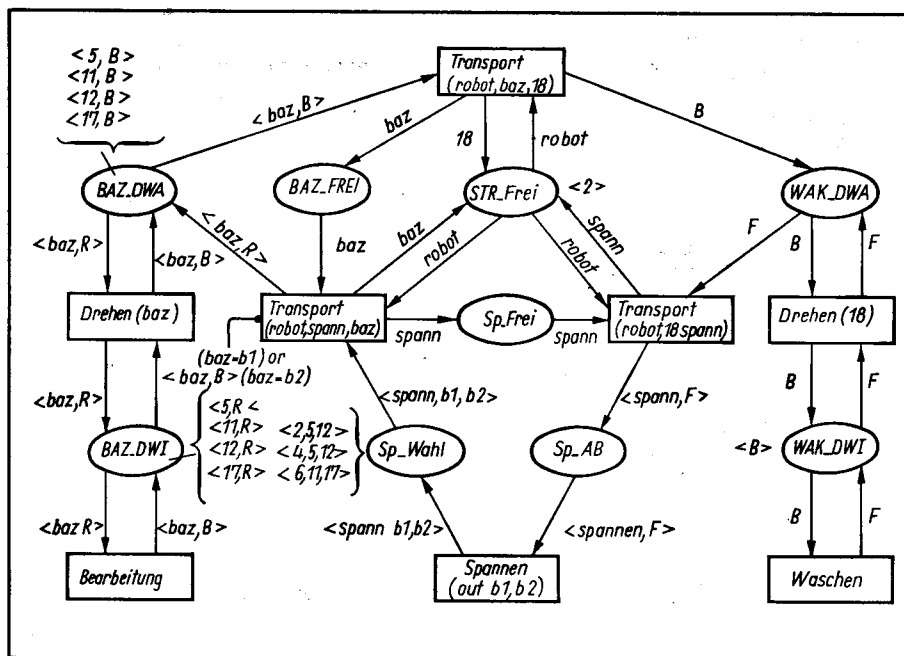 <5, B>
<11, B>
<12, B>
<17, B>
Transport
(robot,baz,18)
<baz,B>
baz
18
robot
B
BAZ_DWA
BAZ_FREI
STR_Frei
<2>
WAK_DWA
<baz,R>
<baz,B>
<baz,R>
baz
baz
robot
robot
spann
F
B
F
Drehen (baz)
Transport
(robot,spann,baz)
spann
Sp_Frei
spann
Transport
(robot,18.spann)
Drehen (18)
(baz=b1) or
<baz,B> (baz=b2)
<baz,R>
<spann, b1, b2>
<spann,F>
B
F
BAZ_DWI
<5,R <
<11,R>
<12,R>
<17,R>
<2,5,12>
<4,5,12>
<6,11,17>
Sp_Wahl
Sp_AB
<B>
WAK_DWI
<baz R>
<baz,B>
<spann b1,b2>
<spannen,F>
B
F
Bearbeitung
Spannen
(out b1,b2)
Waschen